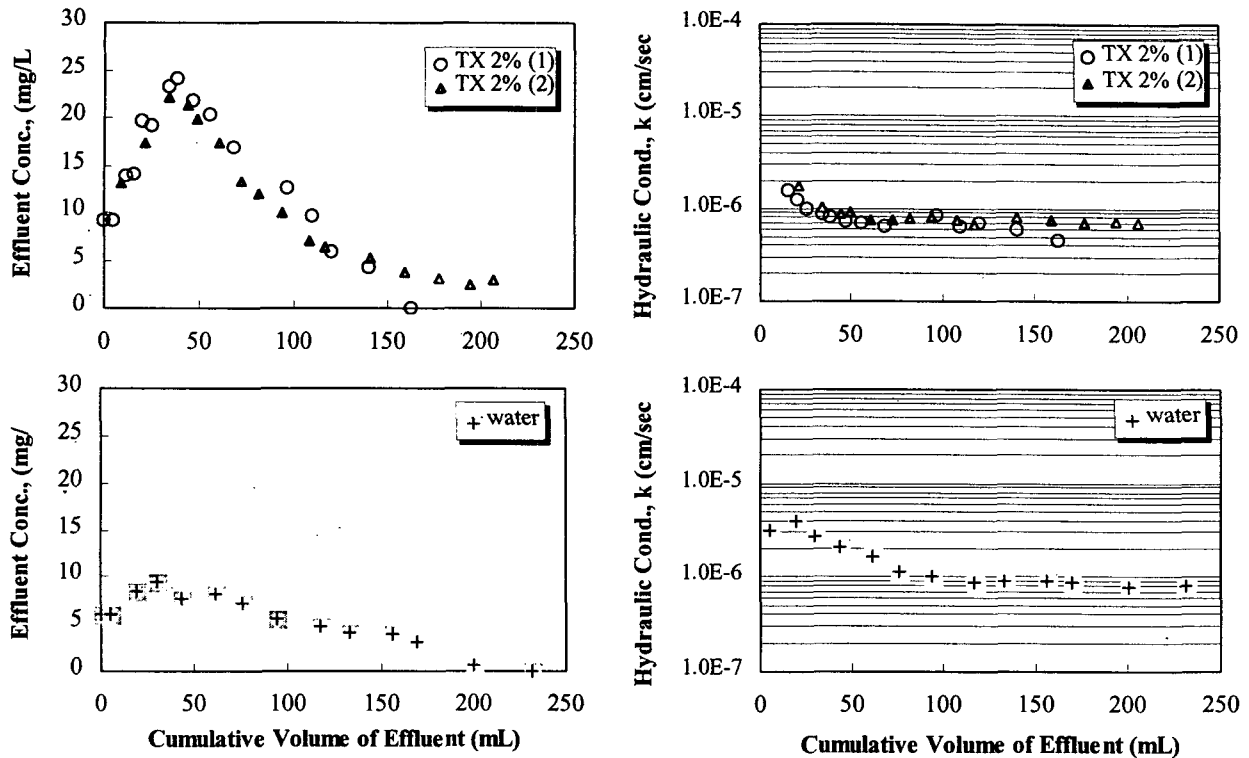 Effluent Conc., (mg/L
30
25
20
15
10
5
0
TX 2% (1)
TX 2% (2)
0 50 100 150 200 250
Hydraulic Cond., k (cm/sec
1.0E-4
1.0E-5
1.0E-6
1.0E-7
TX 2% (1)
TX 2% (2)
0 50 100 150 200 250
Effluent Conc., (mg/
30
25
20
15
10
5
0
water
0 50 100 150 200 250
Cumulative Volume of Effluent (mL)
Hydraulic Cond., k (cm/sec
1.0E-4
1.0E-5
1.0E-6
1.0E-7
water
0 50 100 150 200 250
Cumulative Volume of Effluent (mL)